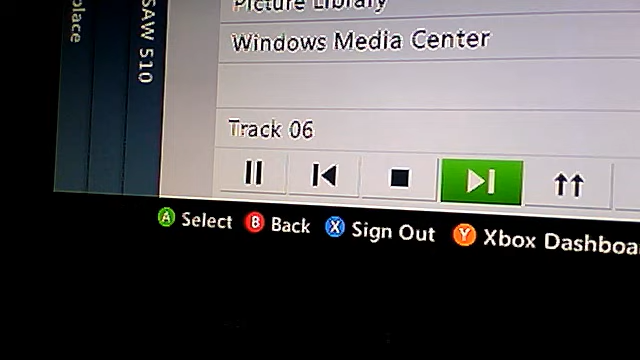 Picture Library
Windows Media Center
Track 06
A Select B Back X Sign Out Y Xbox Dashboa
place
SAW 510